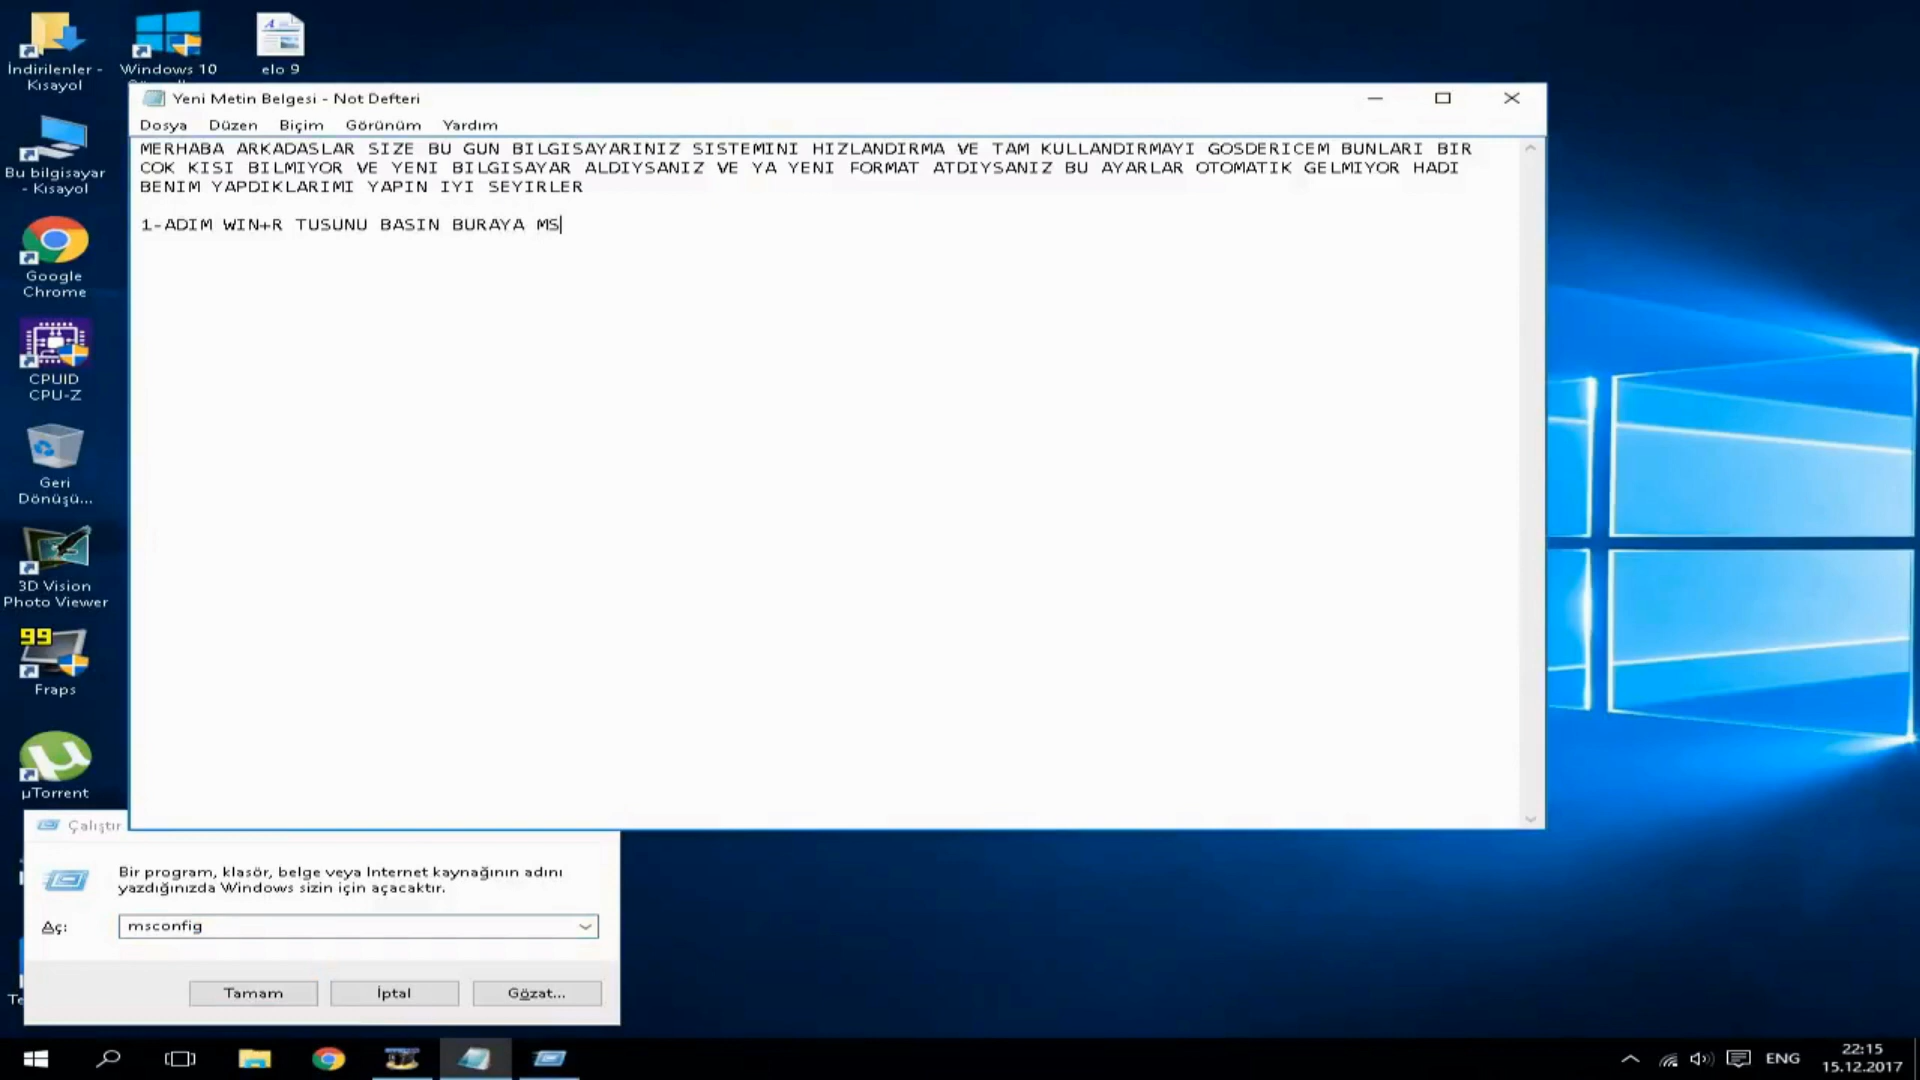 İndirilenler -
Kısayol
Windows 10
elo 9
Bu bilgisayar
- Kısayol
Google
Chrome
CPUID
CPU-Z
Geri
Dönüşü...
3D Vision
Photo Viewer
99
Fraps
µTorrent
Yeni Metin Belgesi - Not Defteri
Dosya Düzen Biçim Görünüm Yardım
MERHABA ARKADASLAR SIZE BU GUN BILGISAYARINIZ SISTEMINI HIZLANDIRMA VE TAM KULLANDIRMAYI GOSDERICEM BUNLARI BIR
COK KISI BILMIYOR VE YENI BILGISAYAR ALDIYSANIZ VE YA YENI FORMAT ATDIYSANIZ BU AYARLAR OTOMATIK GELMIYOR HADI
BENIM YAPDIKLARIMI YAPIN IYI SEYIRLER
1-ADIM WIN+R TUSUNU BASIN BURAYA MS
Çalıştır
Bir program, klasör, belge veya Internet kaynağının adını
yazdığınızda Windows sizin için açacaktır.
Aç:
msconfig
Tamam İptal Gözat...
ENG
22:15
15.12.2017